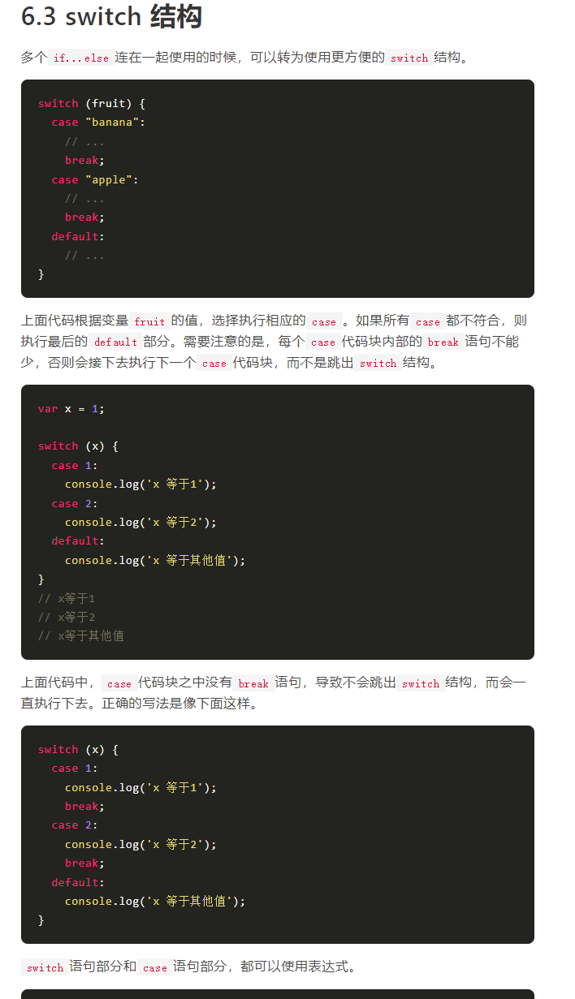 6.3 switch 结构
多个 if...else 连在一起使用的时候，可以转为使用更方便的 switch 结构。
switch (fruit) {
  case "banana":
    // ...
    break;
  case "apple":
    // ...
    break;
  default:
    // ...
}
上面代码根据变量 fruit 的值，选择执行相应的 case 。如果所有 case 都不符合，则
执行最后的 default 部分。需要注意的是，每个 case 代码块内部的 break 语句不能
少，否则会接下去执行下一个 case 代码块，而不是跳出 switch 结构。
var x = 1;
switch (x) {
  case 1:
    console.log('x 等于1');
  case 2:
    console.log('x 等于2');
  default:
    console.log('x 等于其他值');
}
// x等于1
// x等于2
// x等于其他值
上面代码中， case 代码块之中没有 break 语句，导致不会跳出 switch 结构，而会一
直执行下去。正确的写法是像下面这样。
switch (x) {
  case 1:
    console.log('x 等于1');
    break;
  case 2:
    console.log('x 等于2');
    break;
  default:
    console.log('x 等于其他值');
}
switch 语句部分和 case 语句部分，都可以使用表达式。